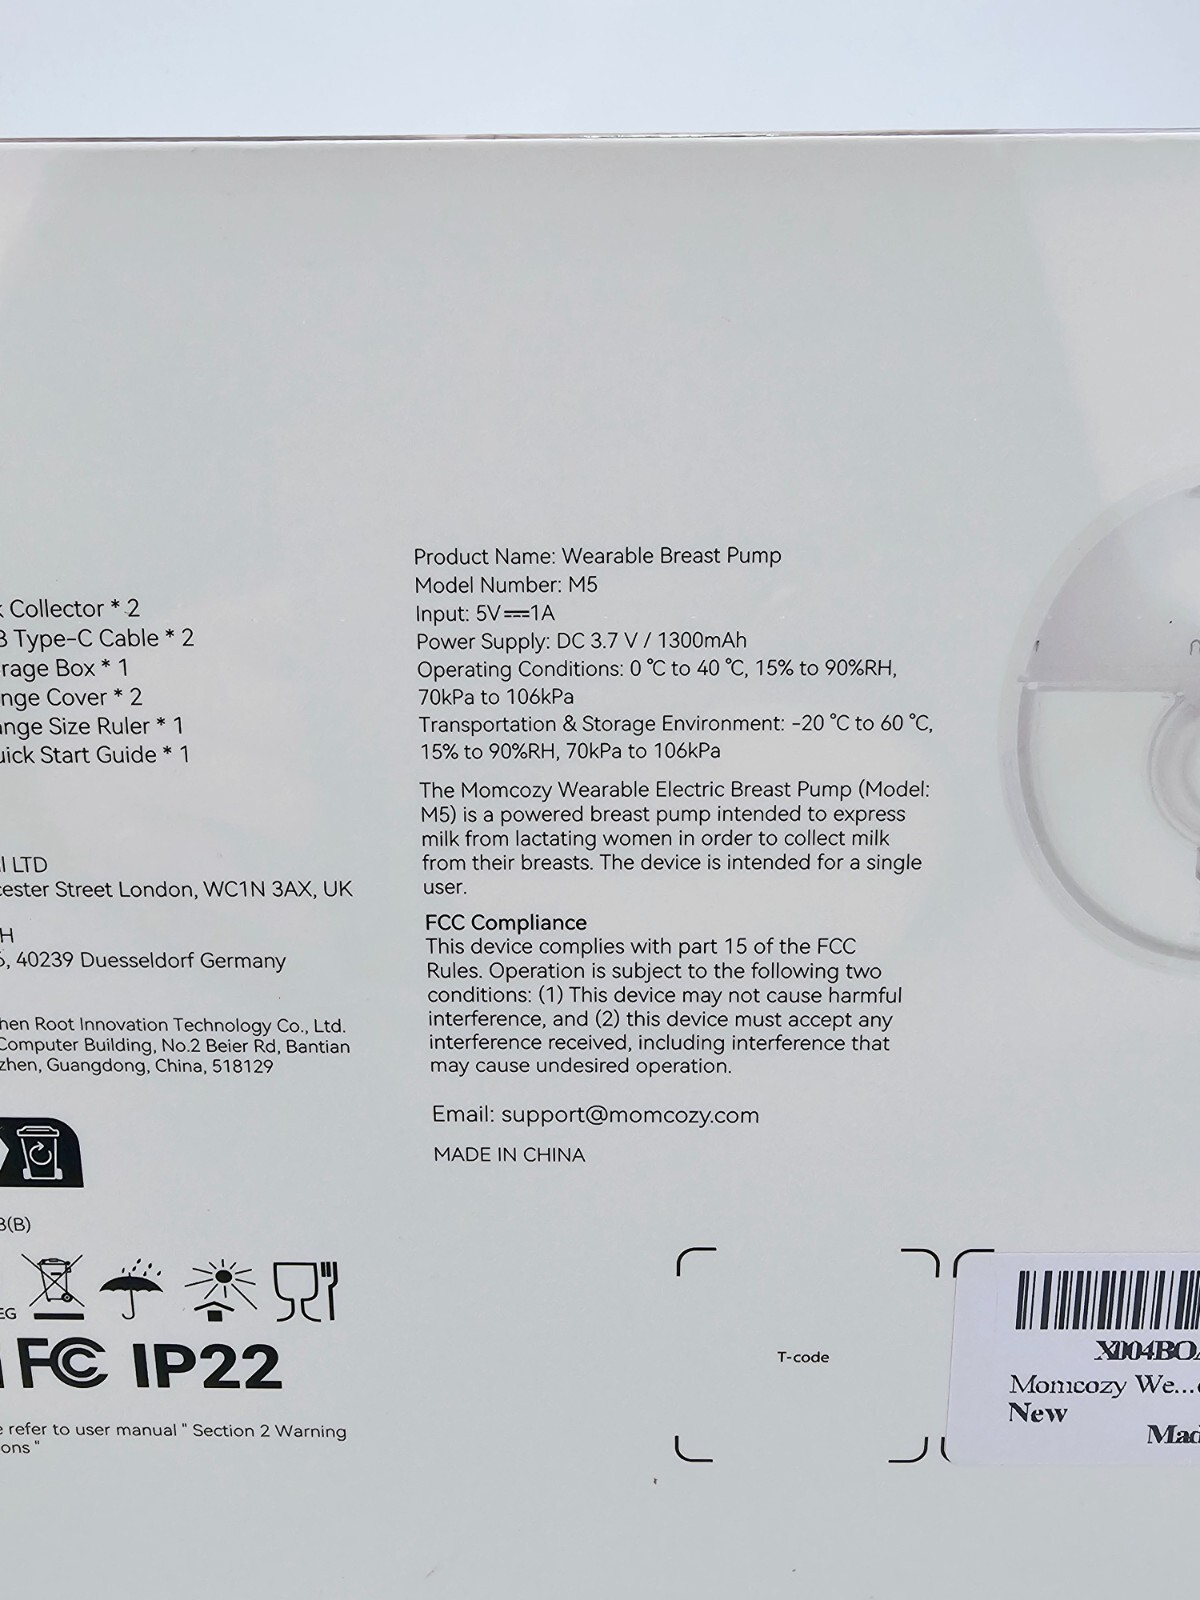 Collector * 2
Type-C Cable * 2
Box * 1
Cover * 2
Size Ruler * 1
Start Guide * 1
LTD
Street London, WC1N 3AX, UK
40239 Duesseldorf Germany
Root Innovation Technology Co., Ltd.
Computer Building, No.2 Beier Rd, Bantian
Guangdong, China, 518129
FC IP22
refer to user manual " Section 2 Warning
"
Product Name: Wearable Breast Pump
Model Number: M5
Input: 5V⎓1A
Power Supply: DC 3.7 V / 1300mAh
Operating Conditions: 0 °C to 40 °C, 15% to 90%RH,
70kPa to 106kPa
Transportation & Storage Environment: -20 °C to 60 °C,
15% to 90%RH, 70kPa to 106kPa
The Momcozy Wearable Electric Breast Pump (Model:
M5) is a powered breast pump intended to express
milk from lactating women in order to collect milk
from their breasts. The device is intended for a single
user.
FCC Compliance
This device complies with part 15 of the FCC
Rules. Operation is subject to the following two
conditions: (1) This device may not cause harmful
interference, and (2) this device must accept any
interference received, including interference that
may cause undesired operation.
Email: support@momcozy.com
MADE IN CHINA
T-code
Momcozy We...
New